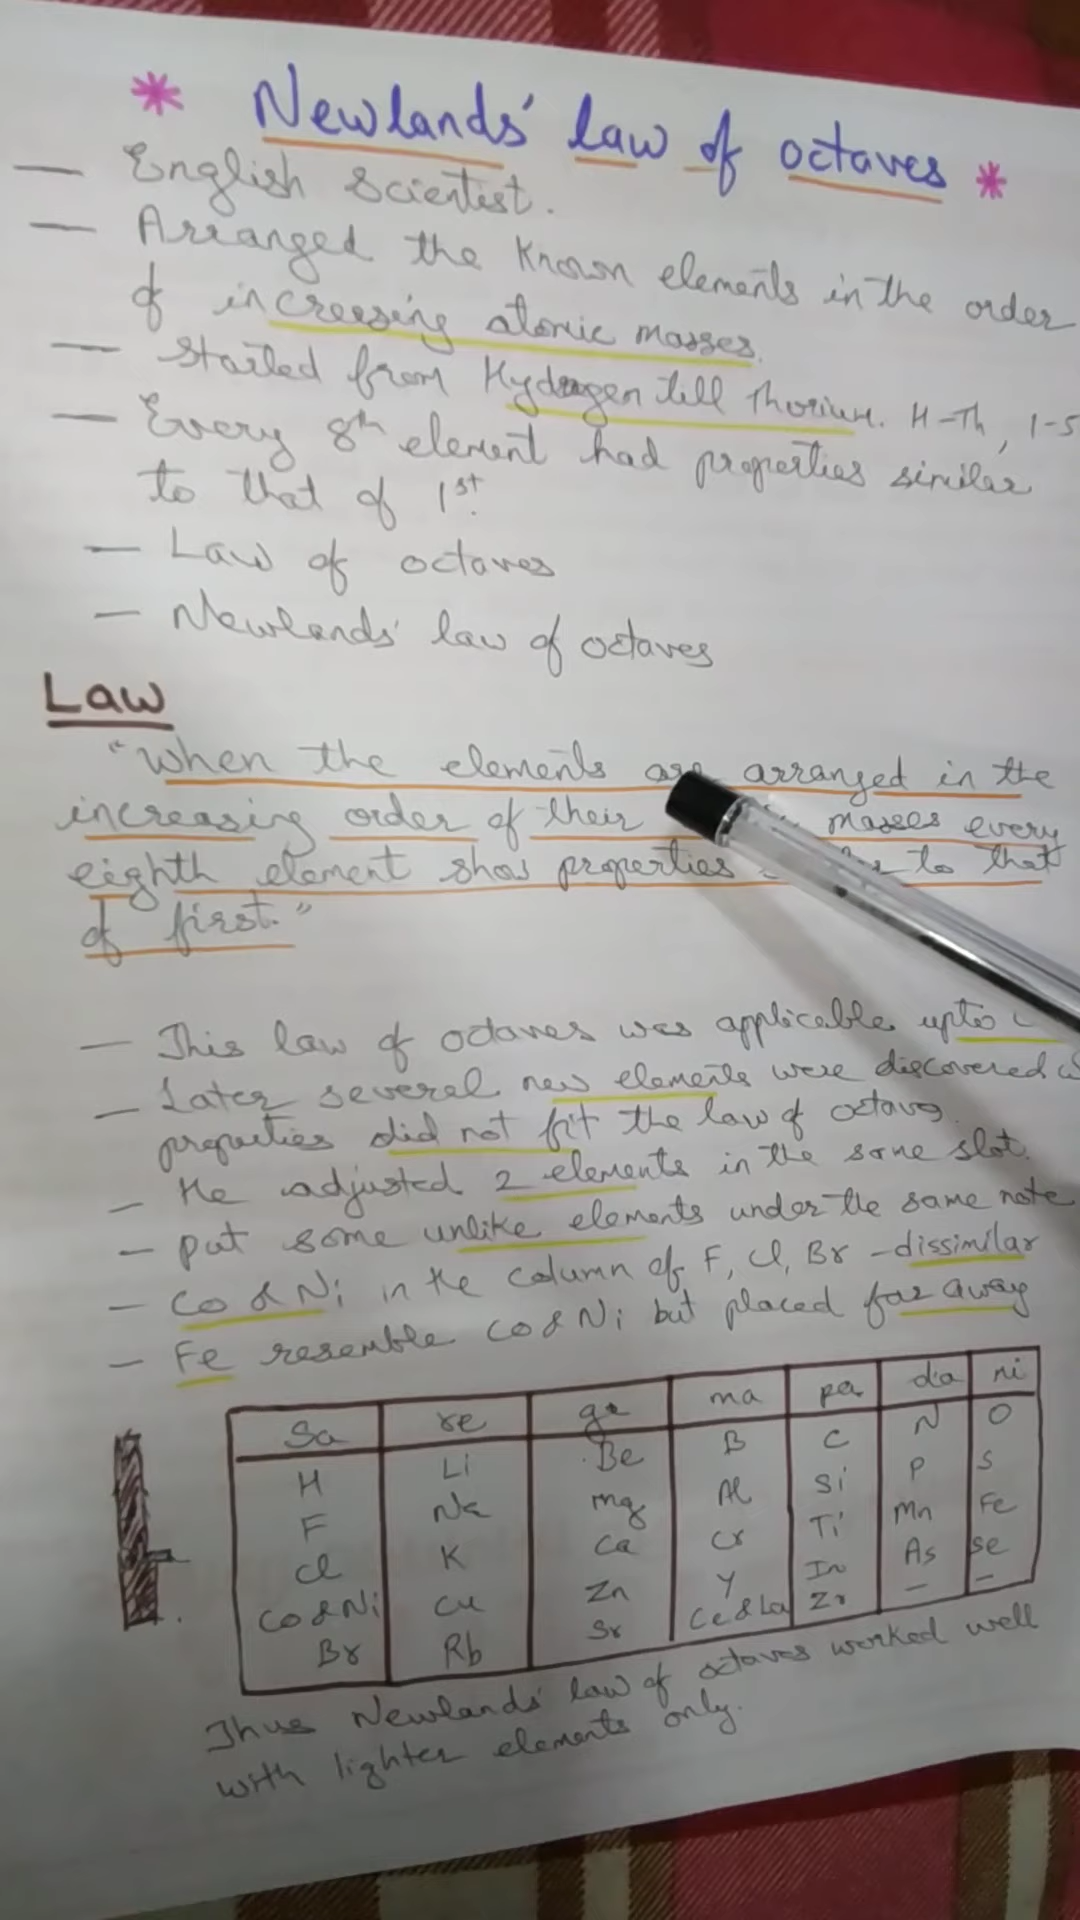 * Newlands' law of octaves *
— English Scientist.
— Arranged the known elements in the order
of increasing atomic masses.
— Started from Hydrogen till Thorium. H-Th, 1-5
— Every 8th element had properties similar
to that of 1st.
— Law of octaves
— Newlands' law of octaves
Law
"When the elements are arranged in the
increasing order of their masses every
eighth element show properties to that
of first."
— This law of octaves was applicable upto
— Later several new elements were discovered
properties did not fit the law of octave.
— He adjusted 2 elements in the same slot.
— put some unlike elements under the same note
— Co & Ni in the column of F, Cl, Br - dissimilar
— Fe resemble Co & Ni but placed far away
Sa re ga ma pa da ni
H Li Be B C N O
F Na Mg Al Si P S
Cl K Ca Cr Ti Mn Fe
Co & Ni Cu Zn Y In As Se
Br Rb Sr Ce & La Zr – –
Thus Newlands' law of octaves worked well
with lighter elements only.